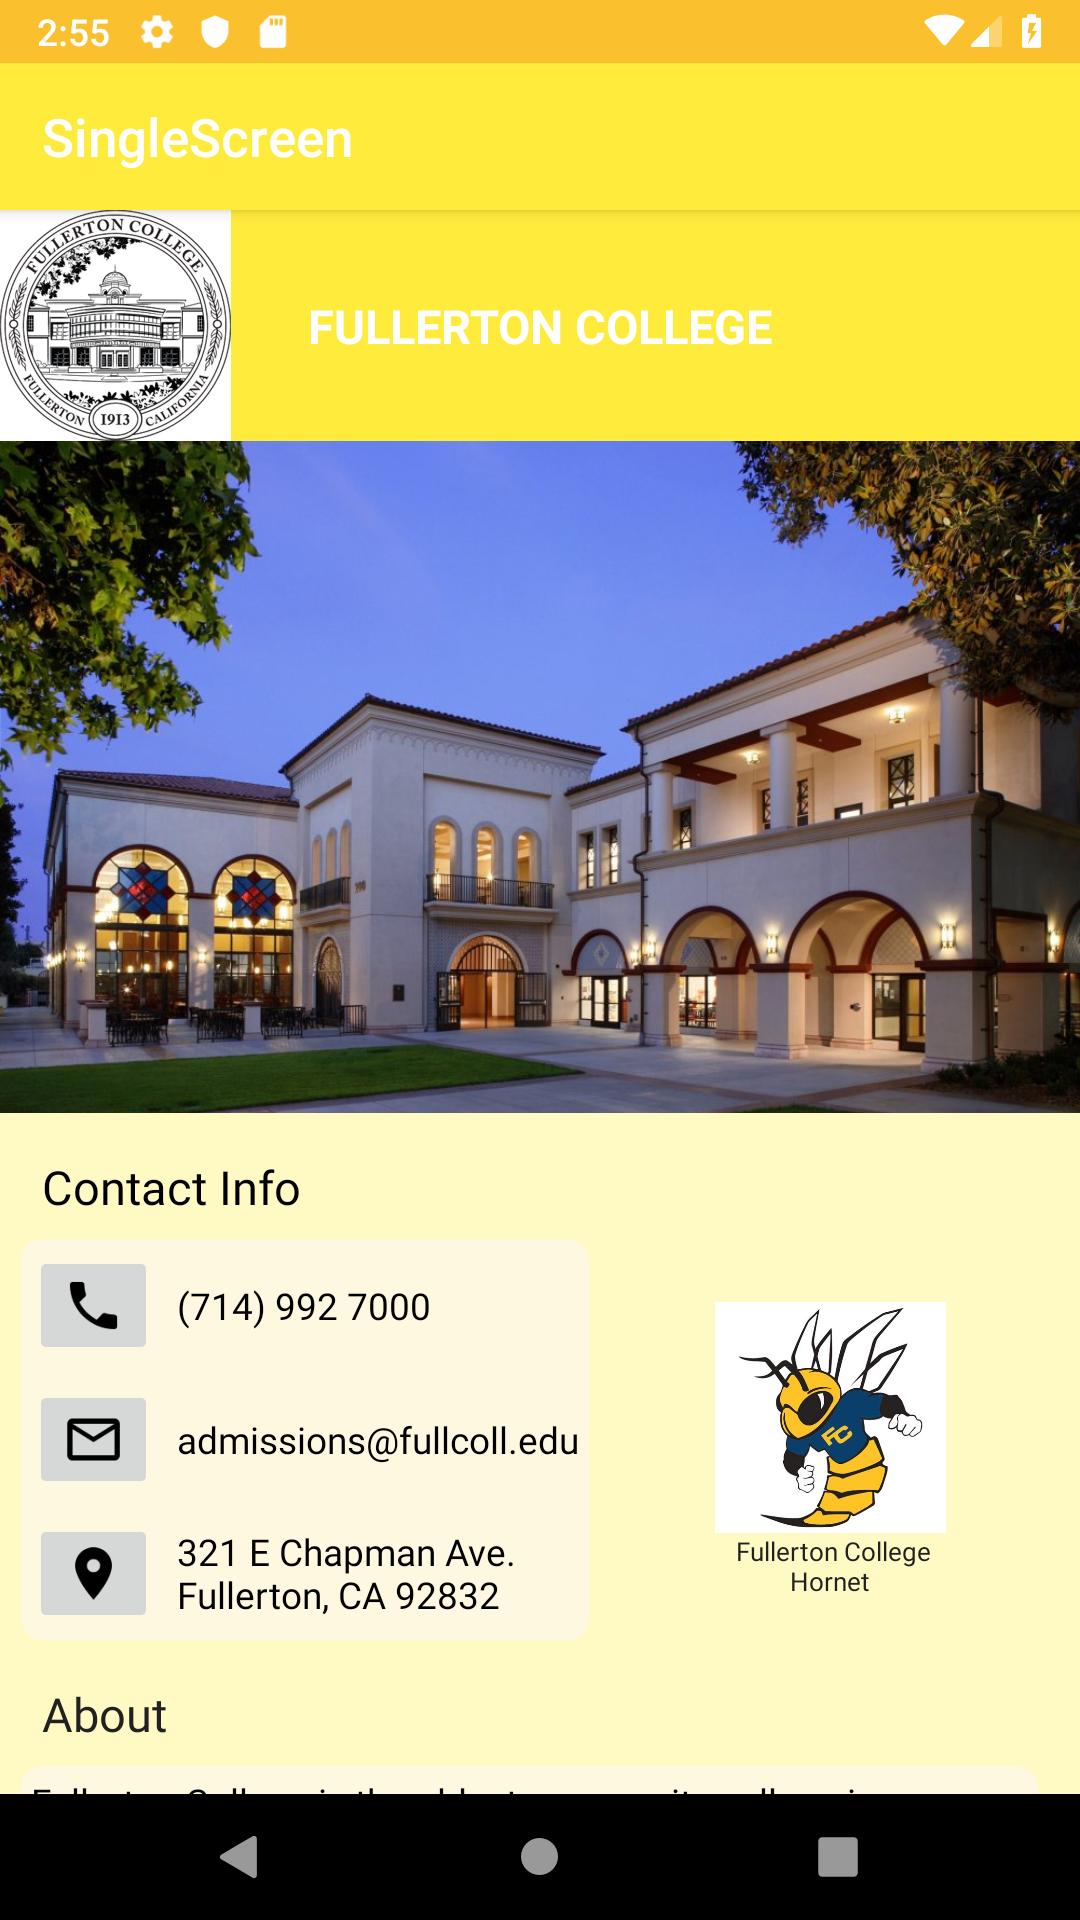 2:55
SingleScreen
FULLERTON COLLEGE
FULLERTON 1913 CALIFORNIA
FULLERTON COLLEGE
Contact Info
(714) 992 7000
admissions@fullcoll.edu
321 E Chapman Ave.
Fullerton, CA 92832
FC
Fullerton College
Hornet
About